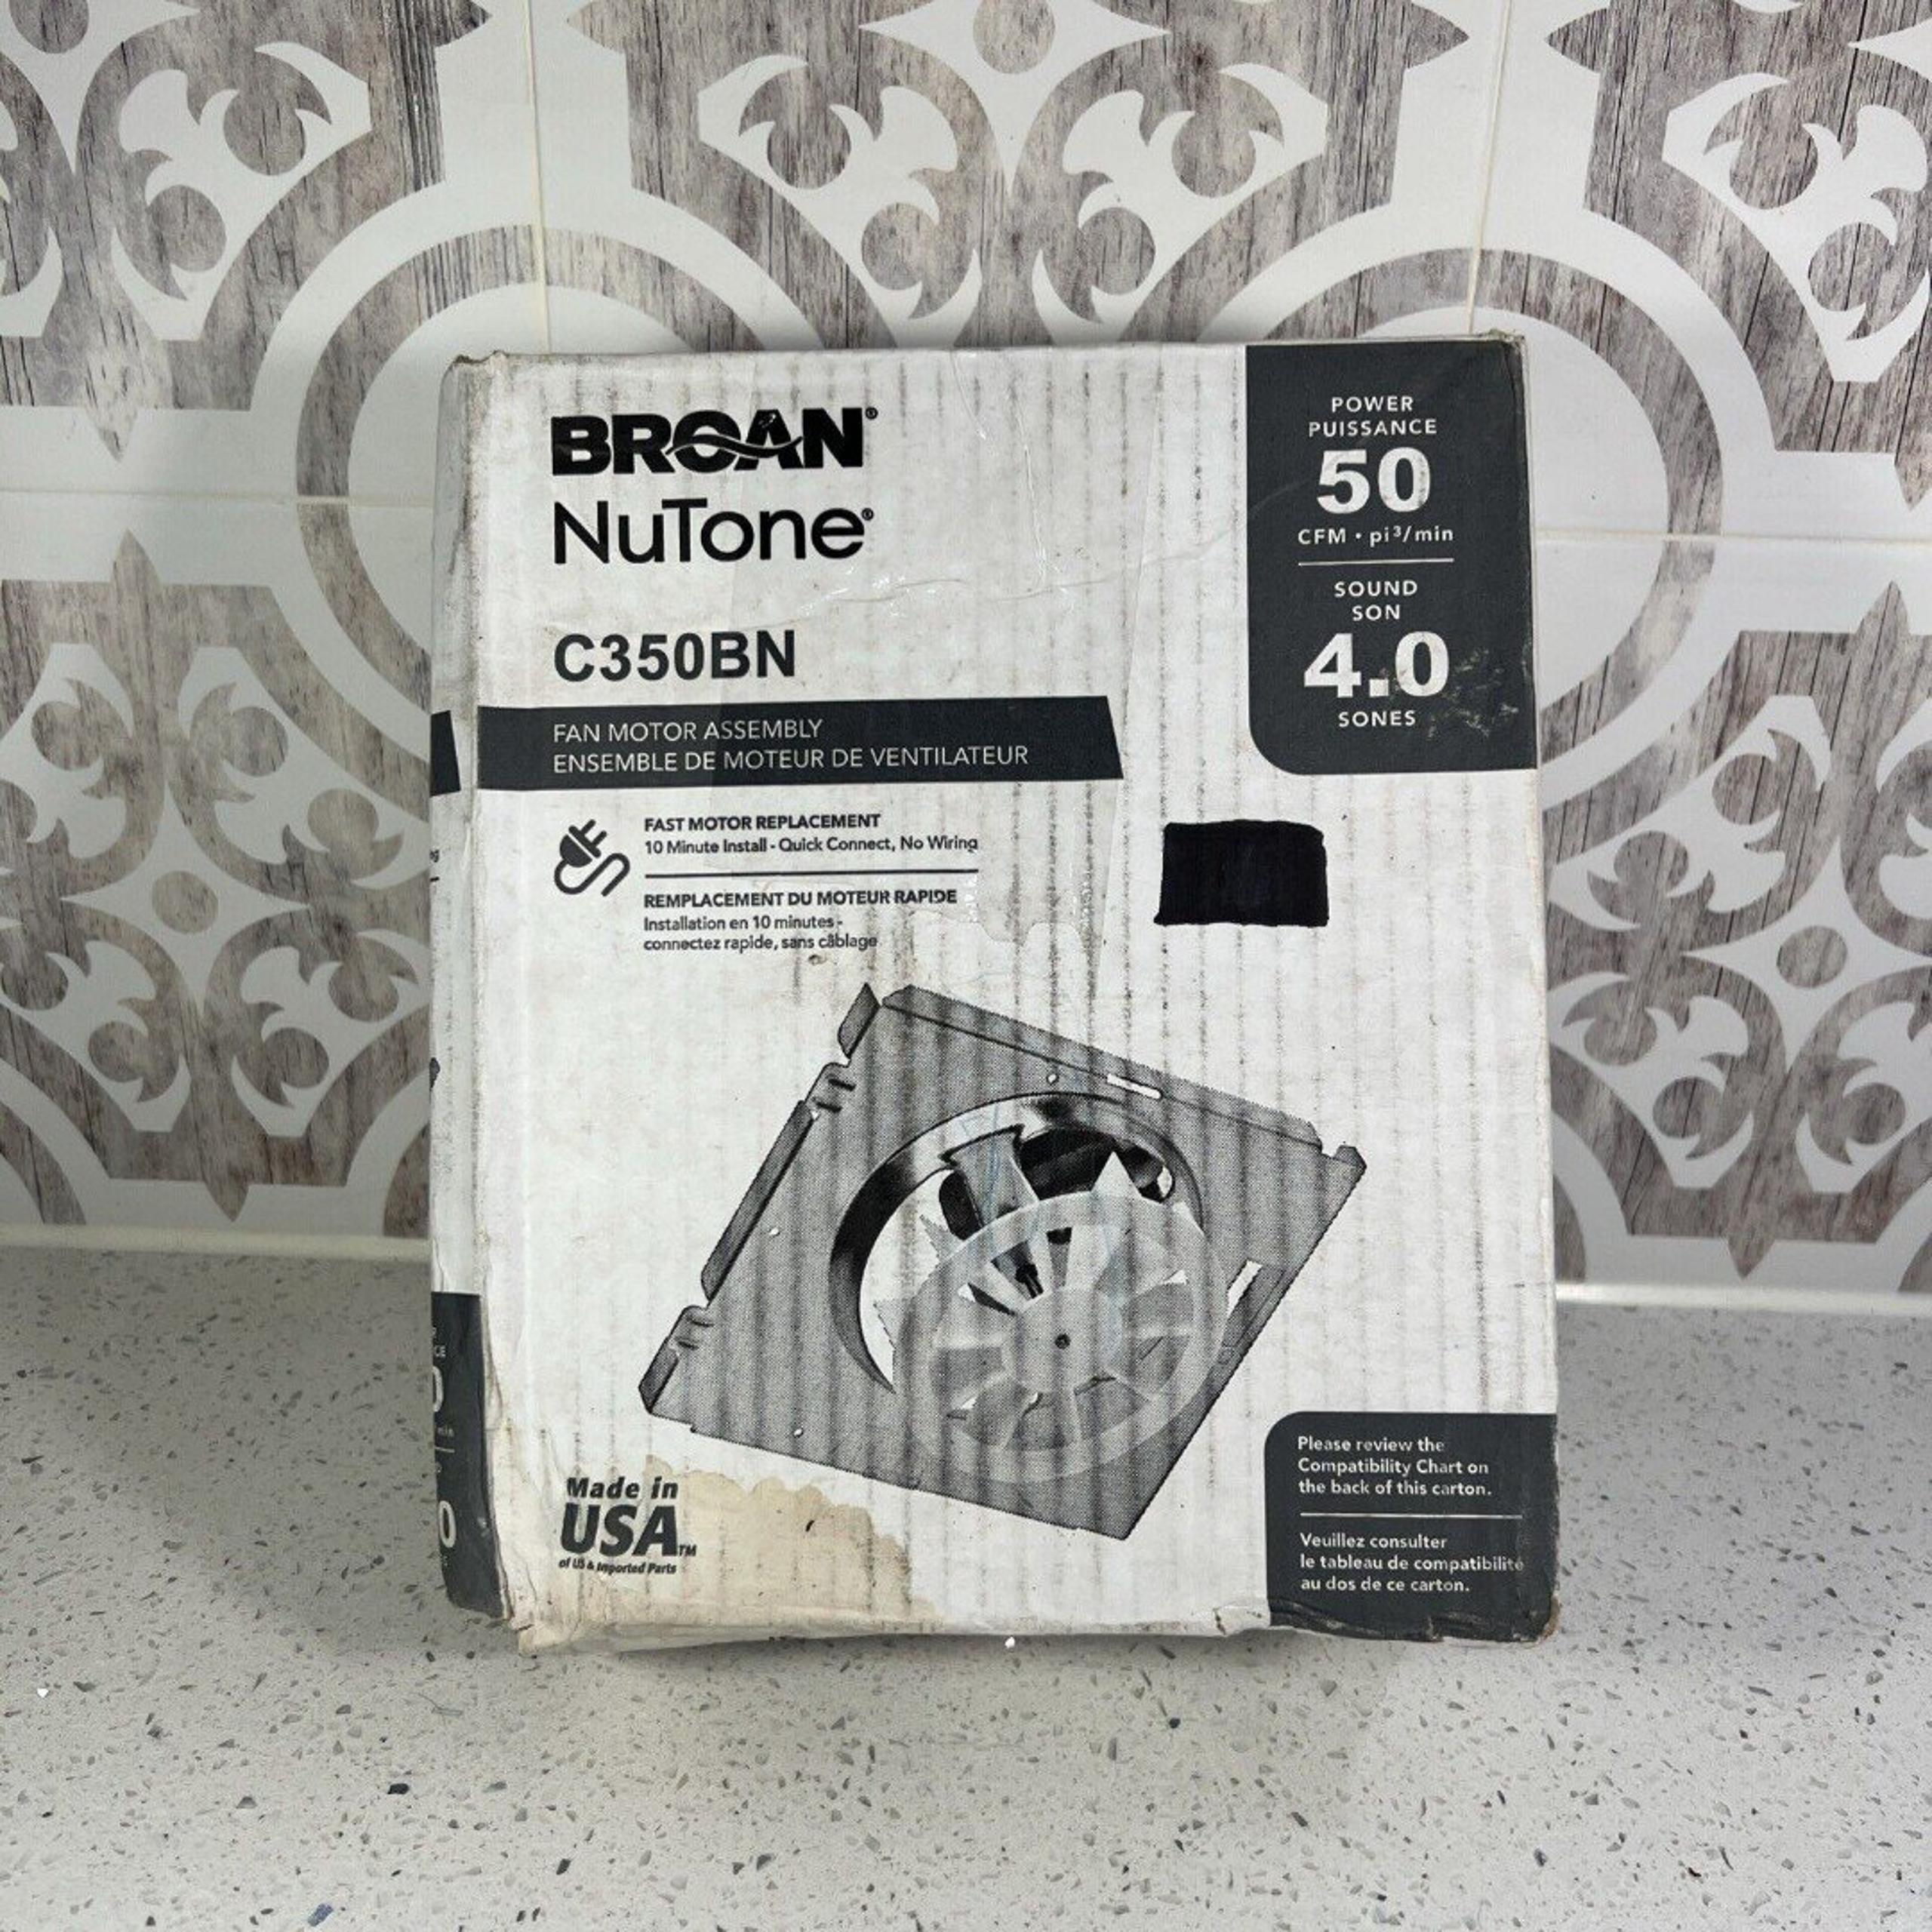 BROAN®
NuTone®
C350BN
FAN MOTOR ASSEMBLY
ENSEMBLE DE MOTEUR DE VENTILATEUR
FAST MOTOR REPLACEMENT
10 Minute Install - Quick Connect, No Wiring
REMPLACEMENT DU MOTEUR RAPIDE
Installation en 10 minutes -
connectez rapide, sans câblage
POWER
PUISSANCE
50
CFM • pi³/min
SOUND
SON
4.0
SONES
Made in
USA™
of US & Imported Parts
Please review the
Compatibility Chart on
the back of this carton.
Veuillez consulter
le tableau de compatibilité
au dos de ce carton.